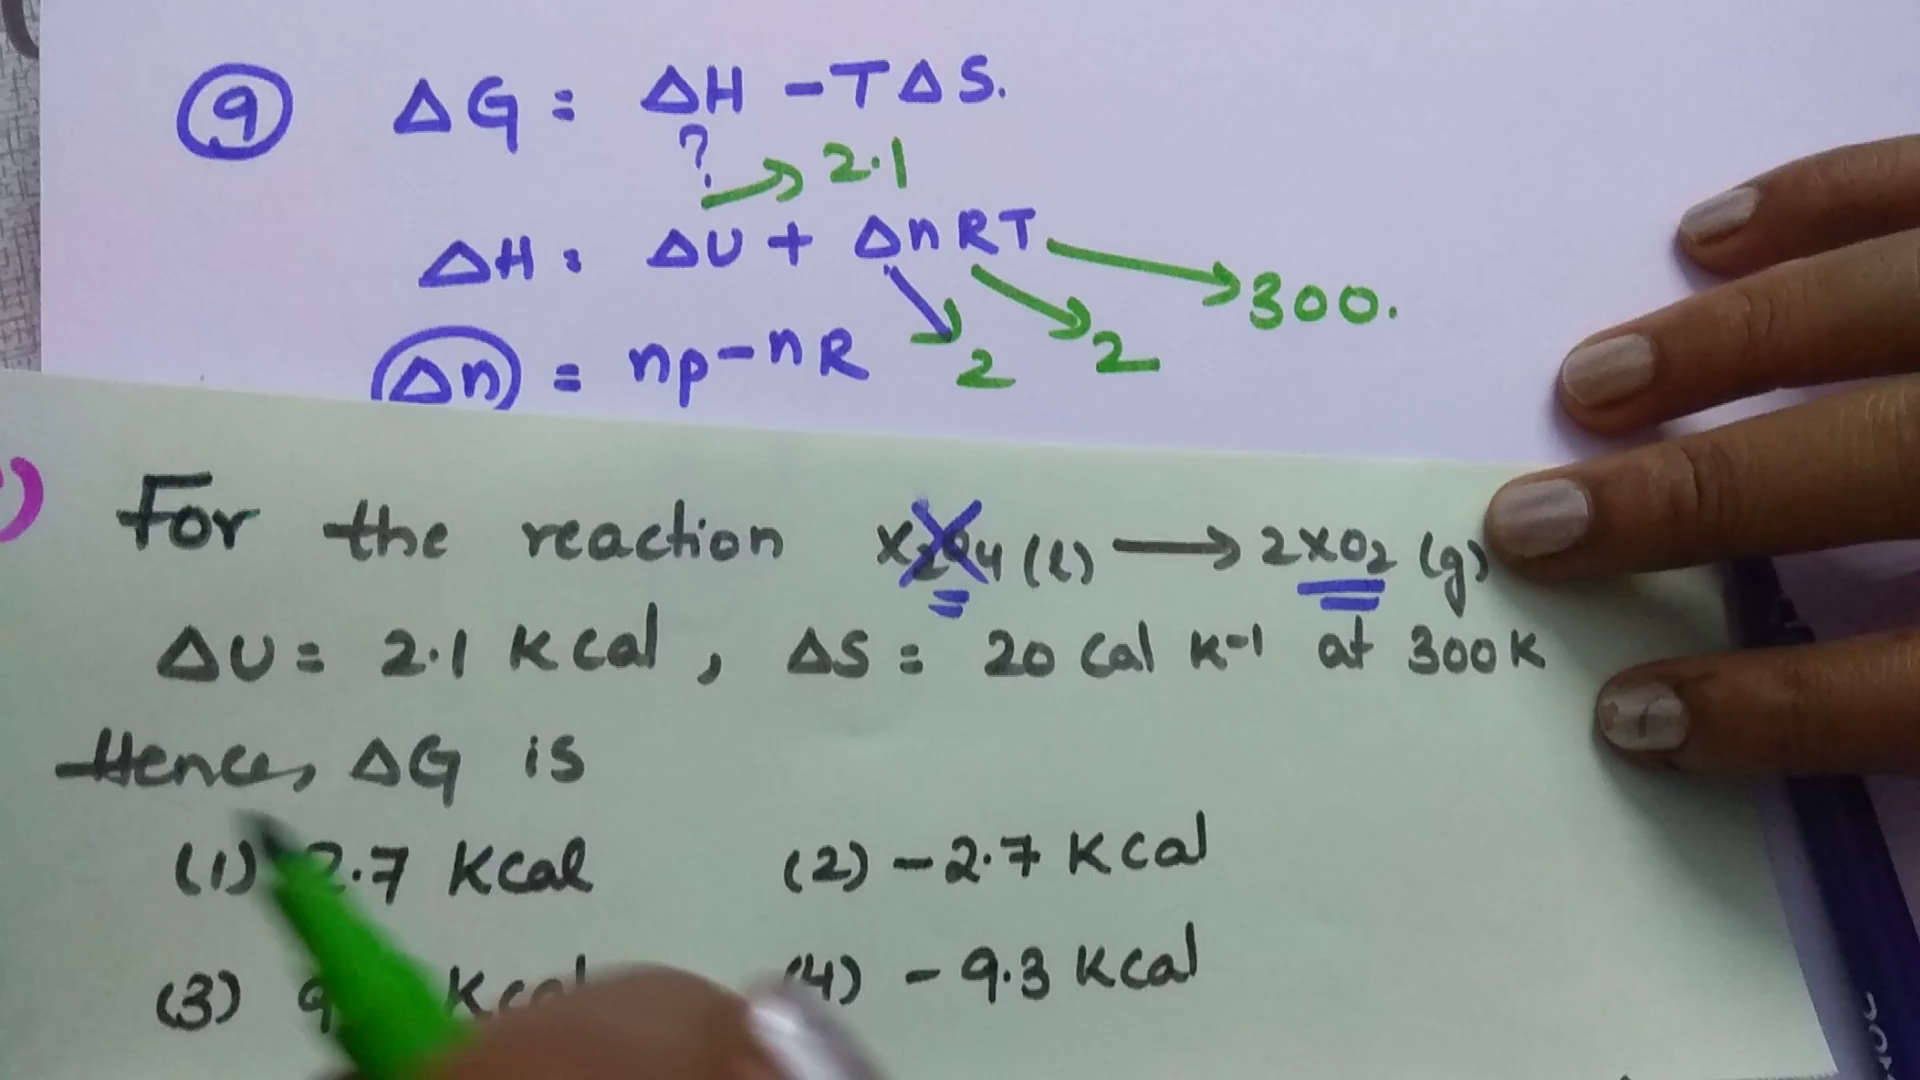 9 ΔG = ΔH - TΔS.
? → 2.1
ΔH = ΔU + ΔnRT → 300.
Δn = np - nR 2 2
) For the reaction X2O4 (l) → 2XO2 (g)
ΔU = 2.1 Kcal, ΔS = 20 Cal K-1 at 300K
Hence, ΔG is
(1) 2.7 Kcal (2) -2.7 Kcal
(3) Kcal (4) - 9.3 Kcal